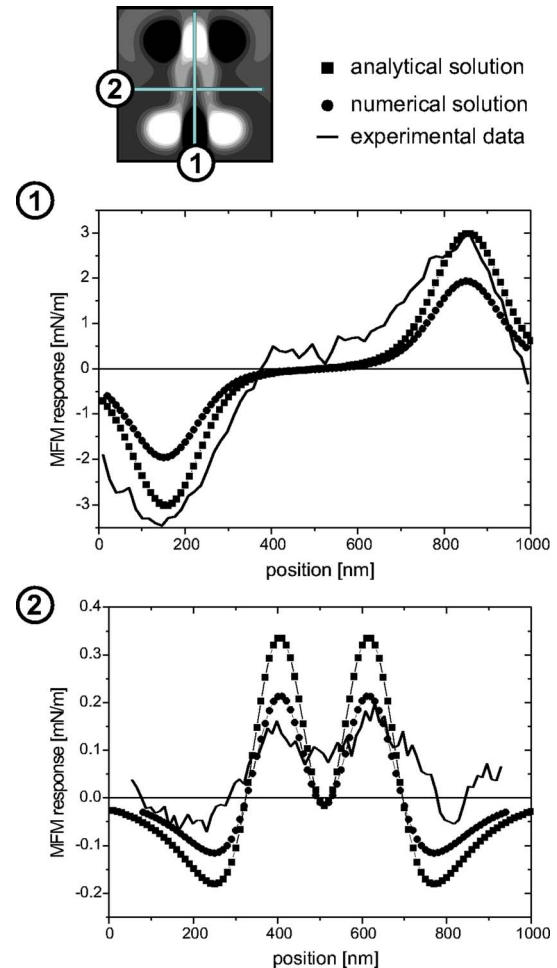 2
1
analytical solution
numerical solution
experimental data
1
MFM response [mN/m]
3
2
1
0
-1
-2
-3
0 200 400 600 800 1000
position [nm]
2
MFM response [mN/m]
0.4
0.3
0.2
0.1
0.0
-0.1
-0.2
0 200 400 600 800 1000
position [nm]